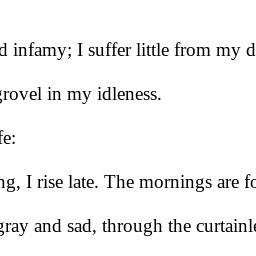 d infamy; I suffer little from my d
grovel in my idleness.
fe:
ng, I rise late. The mornings are fo
gray and sad, through the curtainle